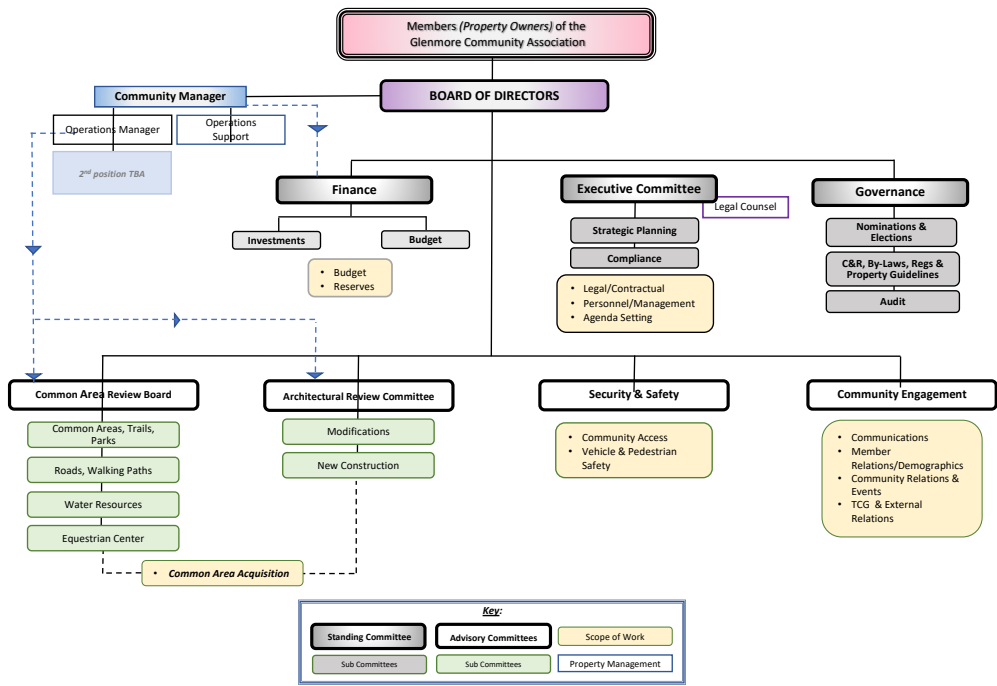 Members (Property Owners) of the
Glenmore Community Association
BOARD OF DIRECTORS
Community Manager
Operations Manager
Operations
Support
2nd position TBA
Finance
Investments
Budget
• Budget
• Reserves
Executive Committee
Legal Counsel
Strategic Planning
Compliance
• Legal/Contractual
• Personnel/Management
• Agenda Setting
Governance
Nominations &
Elections
C&R, By-Laws, Regs &
Property Guidelines
Audit
Common Area Review Board
Common Areas, Trails,
Parks
Roads, Walking Paths
Water Resources
Equestrian Center
Architectural Review Committee
Modifications
New Construction
• Common Area Acquisition
Security & Safety
• Community Access
• Vehicle & Pedestrian
Safety
Community Engagement
• Communications
• Member
Relations/Demographics
• Community Relations &
Events
• TCG & External
Relations
Key:
Standing Committee
Advisory Committees
Scope of Work
Sub Committees
Sub Committees
Property Management